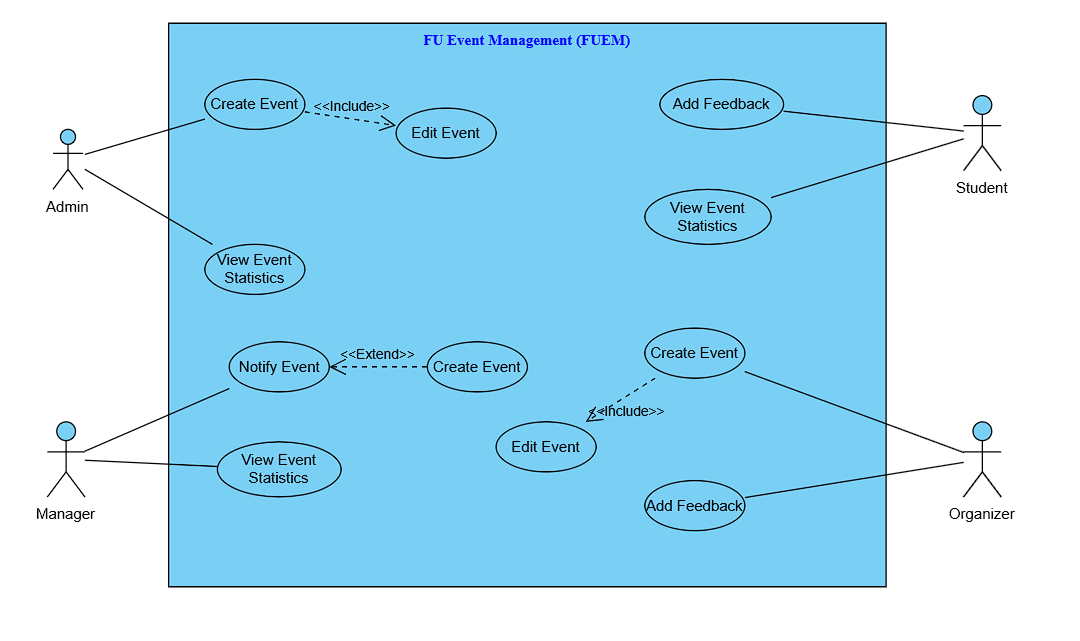 FU Event Management (FUEM)
Create Event
<<Include>>
Edit Event
Add Feedback
Admin
Student
View Event
Statistics
View Event
Statistics
Notify Event
<<Extend>>
Create Event
Create Event
<<Include>>
Edit Event
View Event
Statistics
Add Feedback
Manager
Organizer